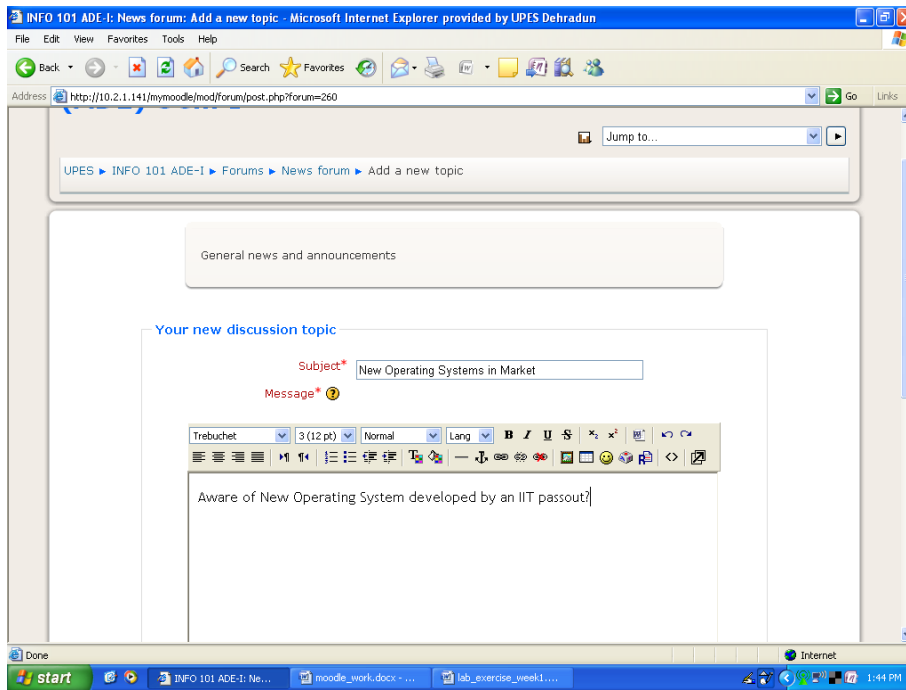 INFO 101 ADE-I: News forum: Add a new topic - Microsoft Internet Explorer provided by UPES Dehradun
File Edit View Favorites Tools Help
Back Search Favorites
Address http://10.2.1.141/mymoodle/mod/forum/post.php?forum=260 Go Links
Jump to...
UPES ► INFO 101 ADE-I ► Forums ► News forum ► Add a new topic
General news and announcements
Your new discussion topic
Subject* New Operating Systems in Market
Message*
Trebuchet 3 (12 pt) Normal Lang B I U S
Aware of New Operating System developed by an IIT passout?
Done Internet
start INFO 101 ADE-I: Ne... moodle_work.docx - ... lab_exercise_week1.... 1:44 PM